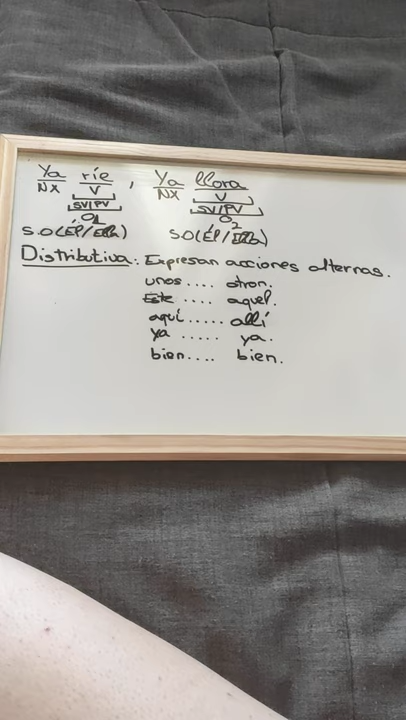 Ya ríe , Ya llora
NX V NX V
SV/PV SV/PV
O1 O2
S.O(Él/Ella) S.O(Él/Ella)
Distributiva: Expresan acciones alternas.
unos.... otron.
Este.... aquel.
aquí..... allí
ya ..... ya.
bien.... bien.